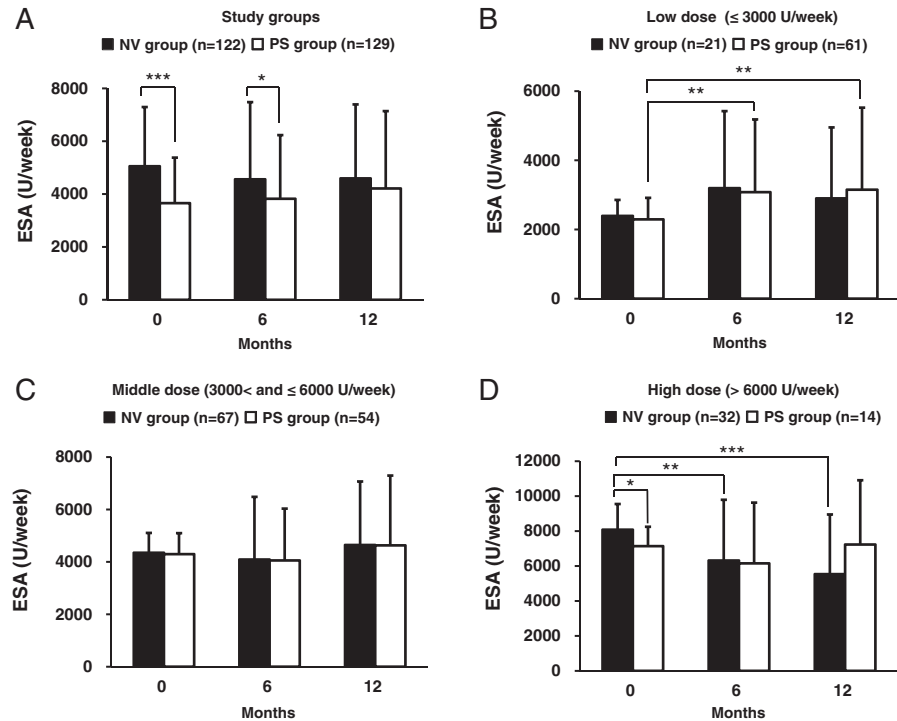 A
Study groups
■ NV group (n=122) □ PS group (n=129)
ESA (U/week)
8000
6000
4000
2000
0
***
*
0 6 12
Months
B
Low dose (≤ 3000 U/week)
■ NV group (n=21) □ PS group (n=61)
ESA (U/week)
6000
4000
2000
0
**
**
0 6 12
Months
C
Middle dose (3000< and ≤ 6000 U/week)
■ NV group (n=67) □ PS group (n=54)
ESA (U/week)
8000
6000
4000
2000
0
0 6 12
Months
D
High dose (> 6000 U/week)
■ NV group (n=32) □ PS group (n=14)
ESA (U/week)
12000
10000
8000
6000
4000
2000
0
***
**
*
0 6 12
Months